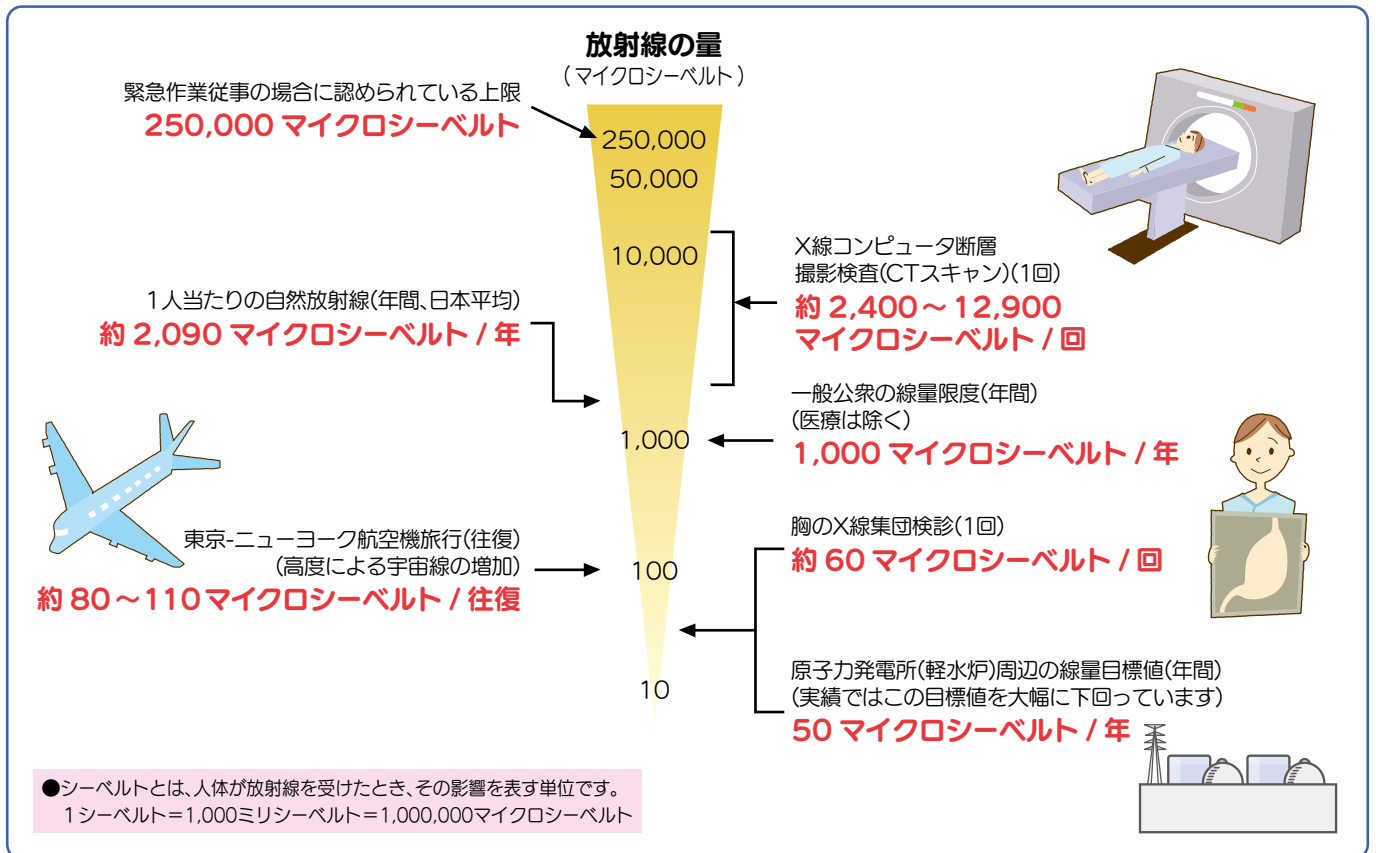 放射線の量
(マイクロシーベルト)
緊急作業従事の場合に認められている上限
250,000 マイクロシーベルト
250,000
50,000
10,000
1,000
100
10
X線コンピュータ断層
撮影検査(CTスキャン)(1回)
約 2,400～12,900
マイクロシーベルト / 回
1人当たりの自然放射線(年間、日本平均)
約 2,090 マイクロシーベルト / 年
一般公衆の線量限度(年間)
(医療は除く)
1,000 マイクロシーベルト / 年
東京-ニューヨーク航空機旅行(往復)
(高度による宇宙線の増加)
約 80～110マイクロシーベルト / 往復
胸のX線集団検診(1回)
約 60 マイクロシーベルト / 回
原子力発電所(軽水炉)周辺の線量目標値(年間)
(実績ではこの目標値を大幅に下回っています)
50 マイクロシーベルト / 年
●シーベルトとは、人体が放射線を受けたとき、その影響を表す単位です。
1シーベルト＝1,000ミリシーベルト＝1,000,000マイクロシーベルト